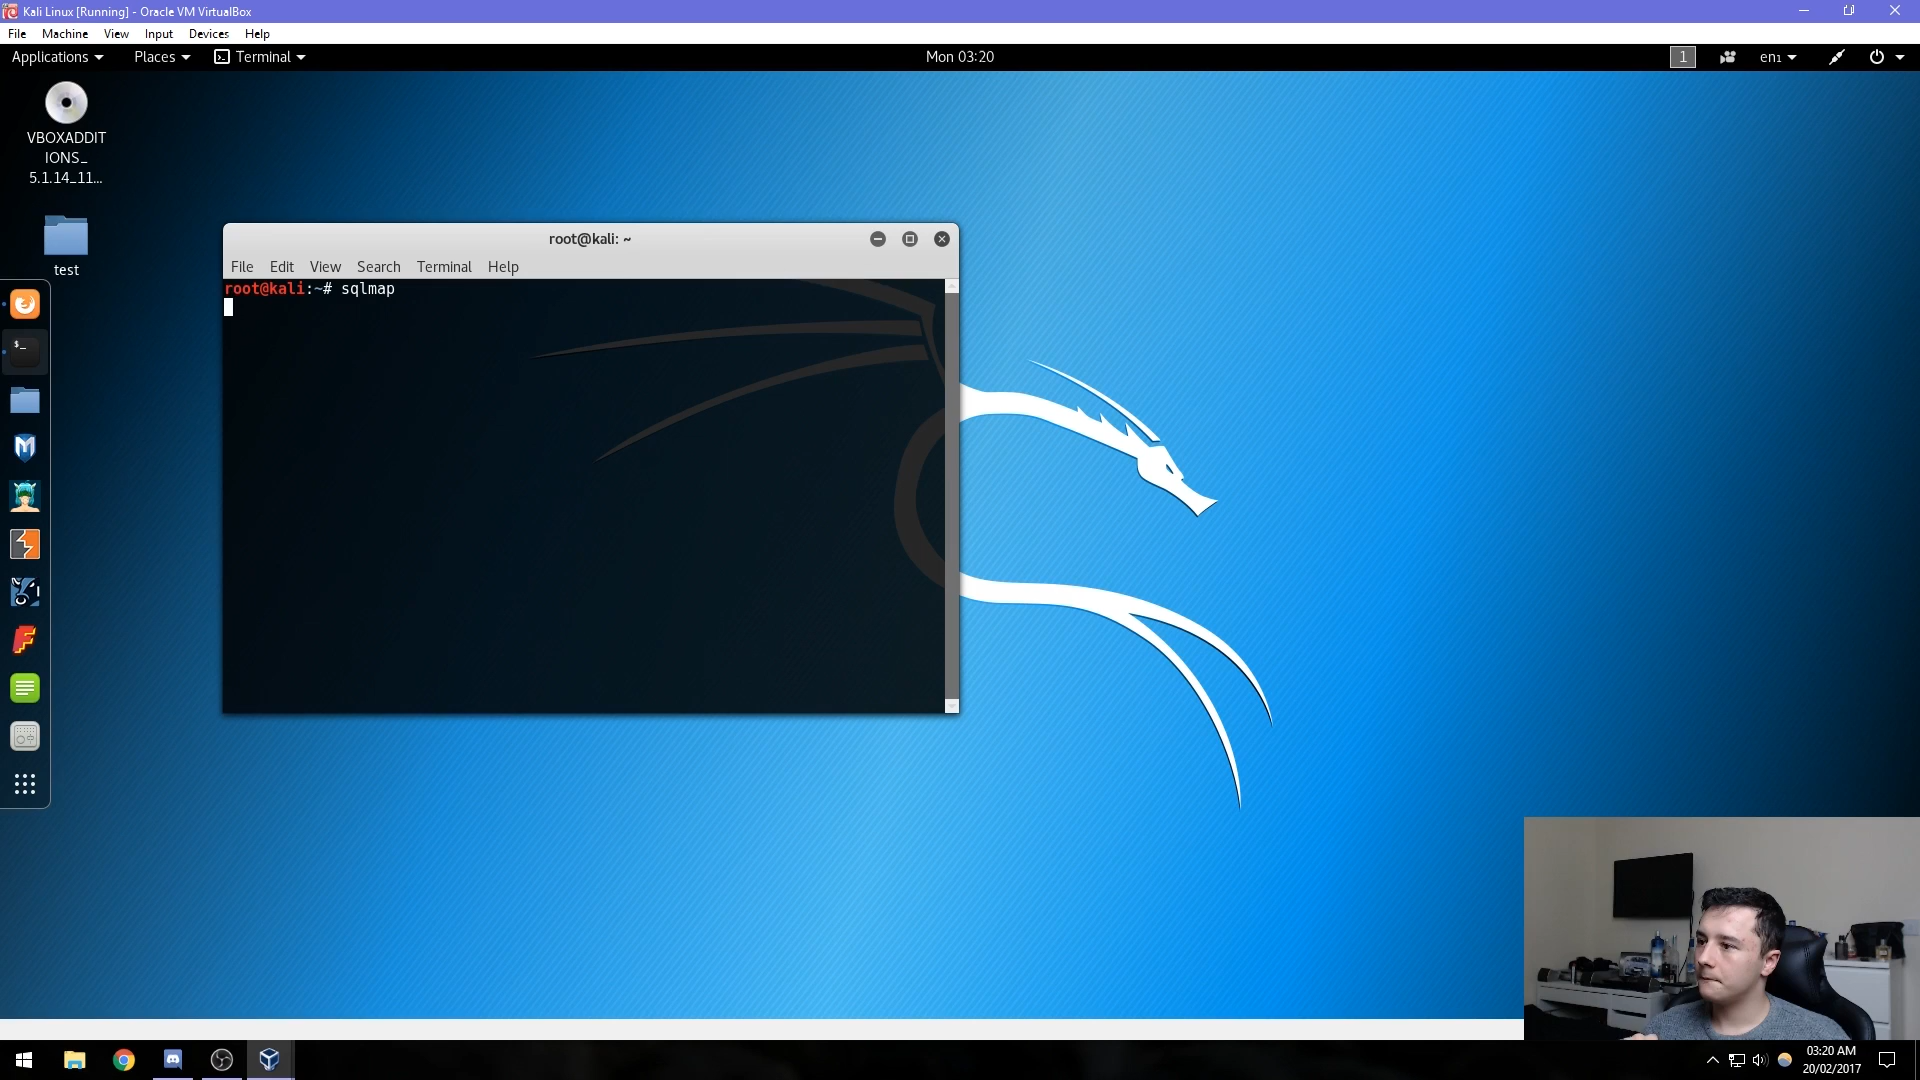 Kali Linux [Running] - Oracle VM VirtualBox
File Machine View Input Devices Help
Applications Places Terminal Mon 03:20 1 en1
VBOXADDIT
IONS_
5.1.14_11...
test
root@kali: ~
File Edit View Search Terminal Help
root@kali:~# sqlmap
$_
03:20 AM
20/02/2017